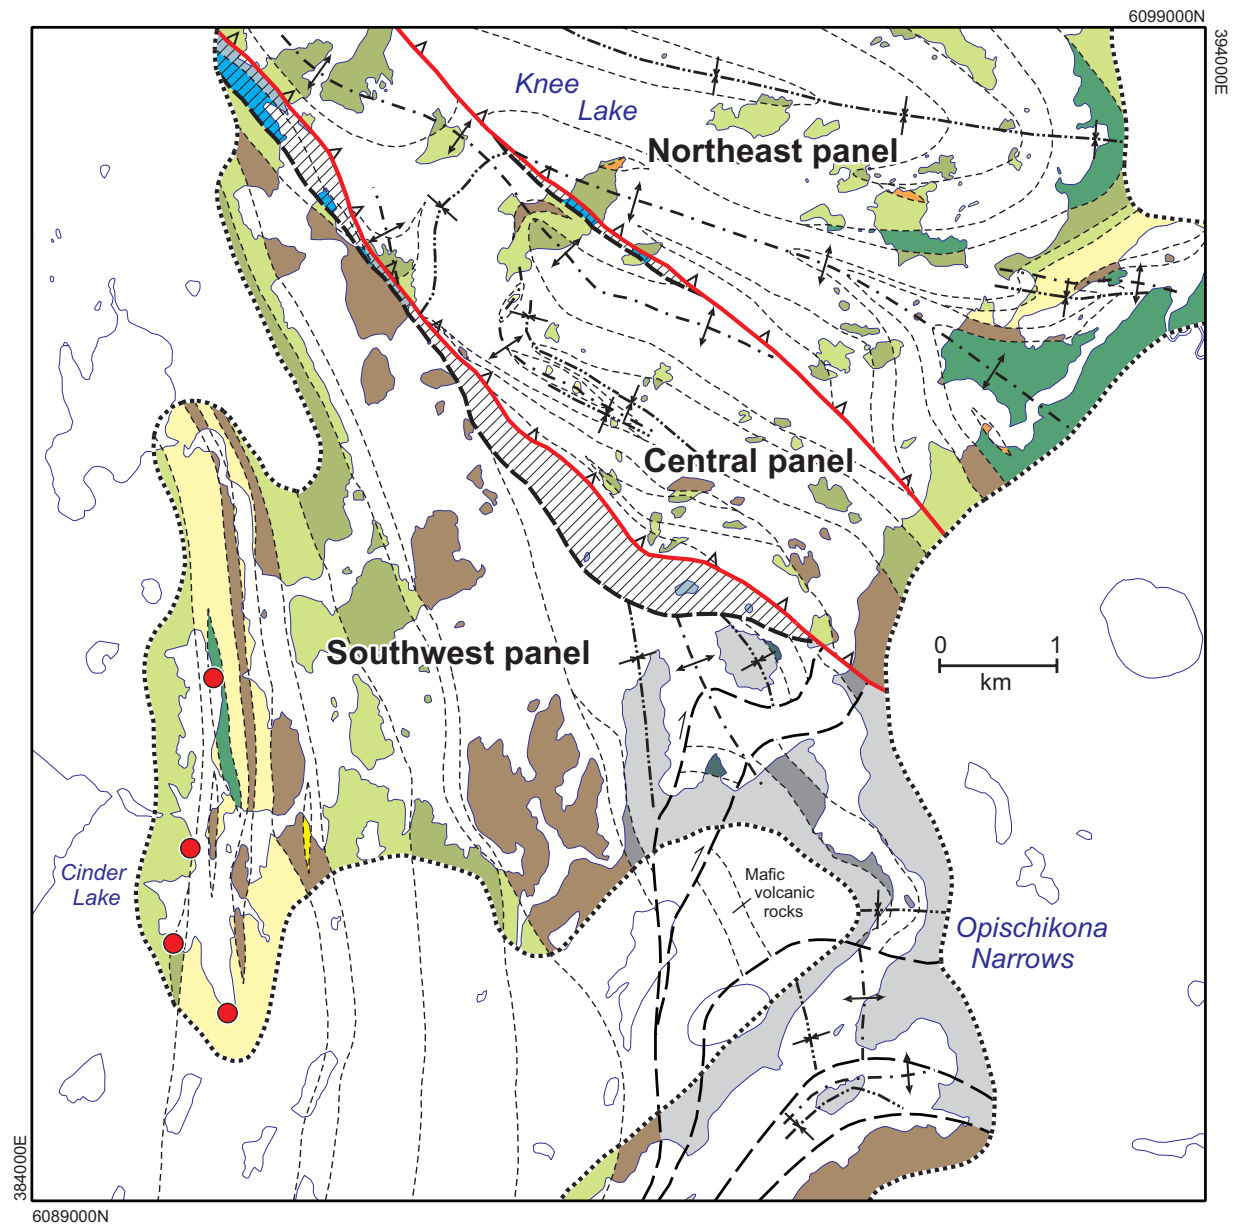 6099000N
3940000E
Knee
Lake
Northeast panel
Central panel
Southwest panel
0 1
km
Cinder
Lake
Mafic
volcanic
rocks
Opischikona
Narrows
384000E
6089000N